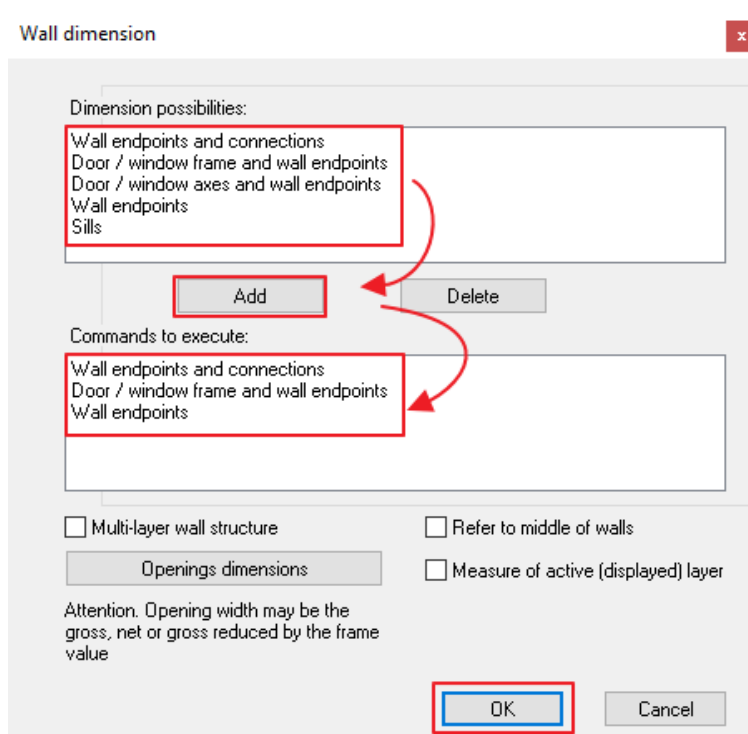 Wall dimension
x
Dimension possibilities:
Wall endpoints and connections
Door / window frame and wall endpoints
Door / window axes and wall endpoints
Wall endpoints
Sills
Add
Delete
Commands to execute:
Wall endpoints and connections
Door / window frame and wall endpoints
Wall endpoints
Multi-layer wall structure
Refer to middle of walls
Openings dimensions
Measure of active (displayed) layer
Attention. Opening width may be the
gross, net or gross reduced by the frame
value
OK
Cancel